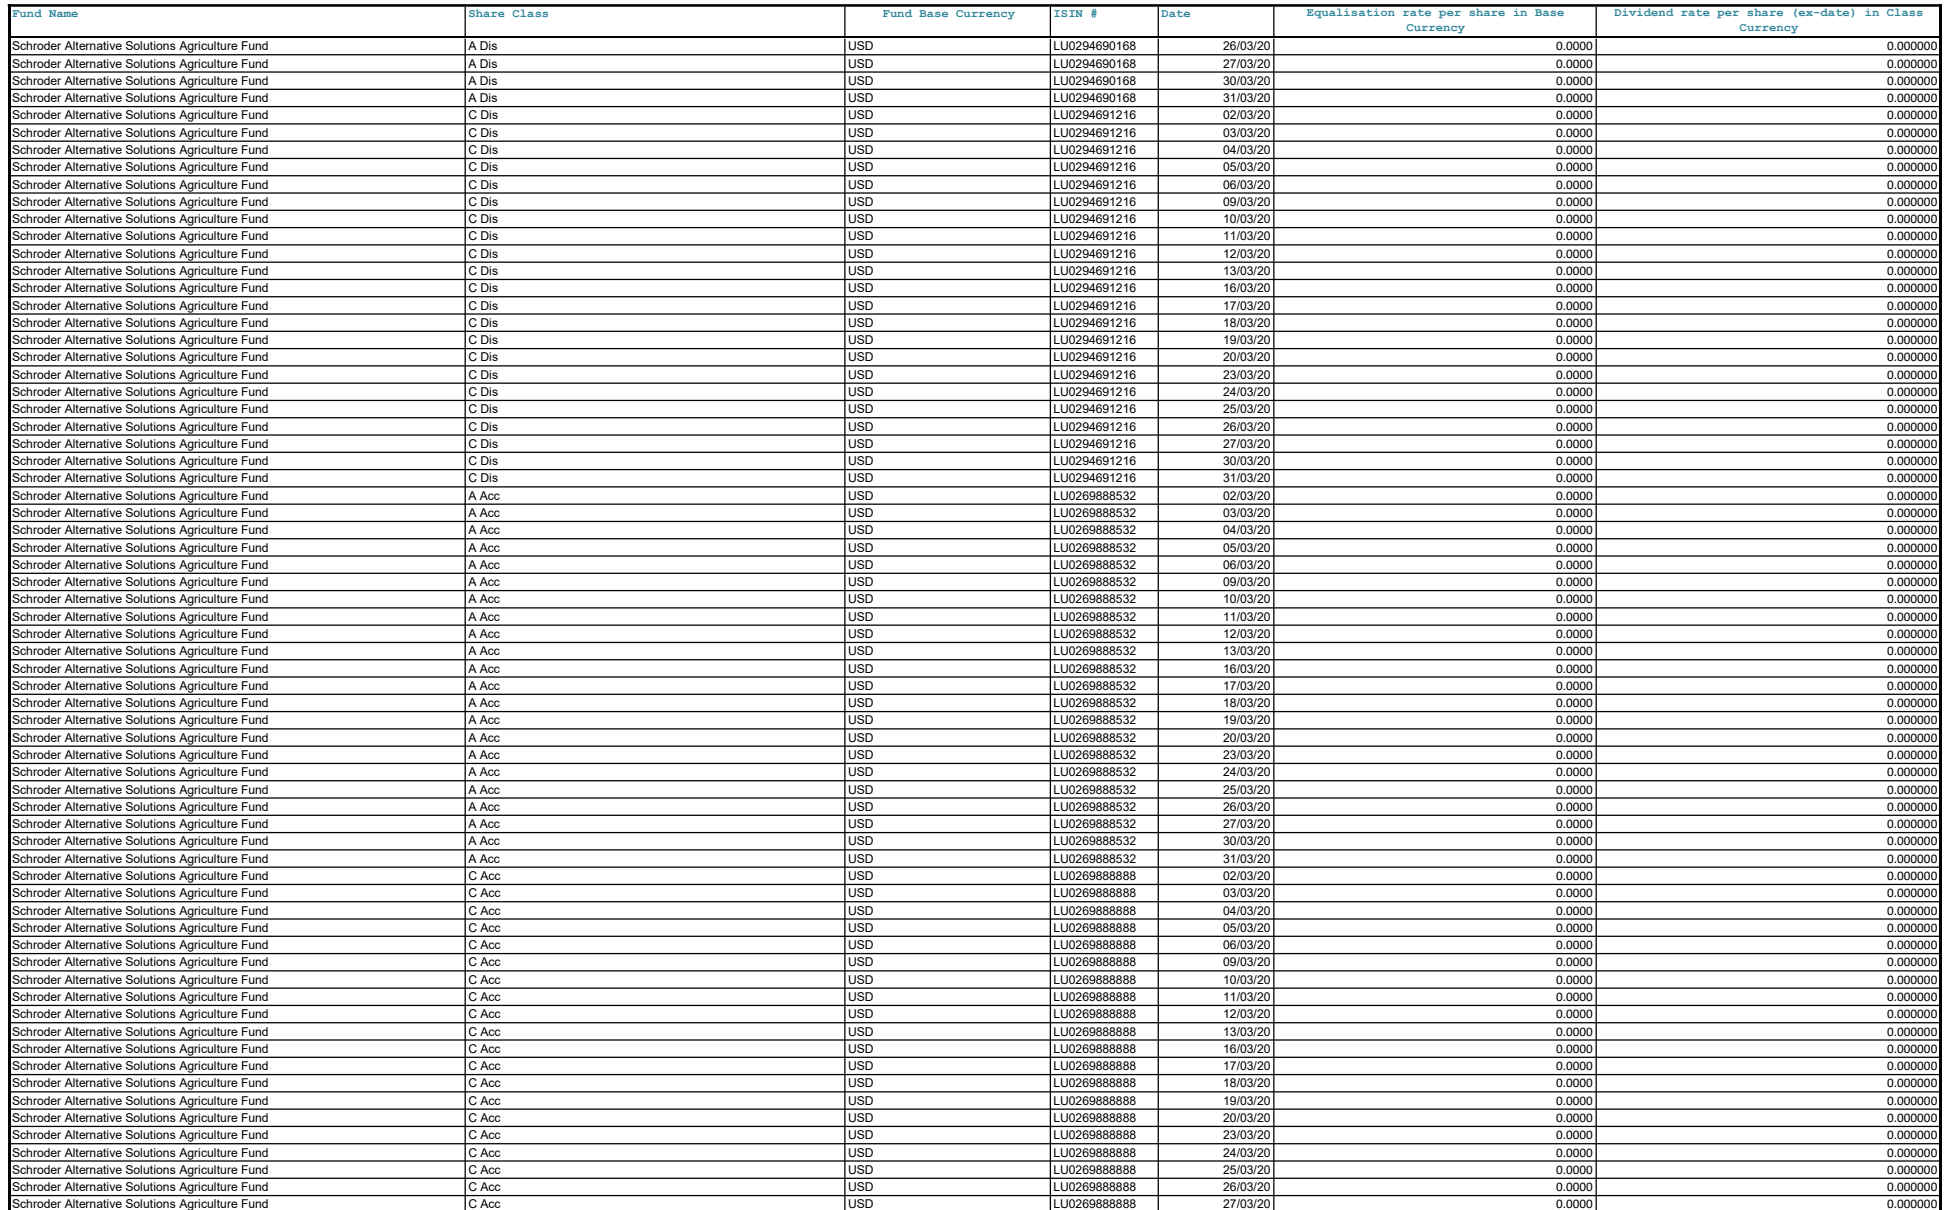 Fund Name Share Class Fund Base Currency ISIN # Date Equalisation rate per share in Base Currency Dividend rate per share (ex-date) in Class Currency
Schroder Alternative Solutions Agriculture Fund A Dis USD LU0294690168 26/03/20 0.0000 0.000000
Schroder Alternative Solutions Agriculture Fund A Dis USD LU0294690168 27/03/20 0.0000 0.000000
Schroder Alternative Solutions Agriculture Fund A Dis USD LU0294690168 30/03/20 0.0000 0.000000
Schroder Alternative Solutions Agriculture Fund A Dis USD LU0294690168 31/03/20 0.0000 0.000000
Schroder Alternative Solutions Agriculture Fund C Dis USD LU0294691216 02/03/20 0.0000 0.000000
Schroder Alternative Solutions Agriculture Fund C Dis USD LU0294691216 03/03/20 0.0000 0.000000
Schroder Alternative Solutions Agriculture Fund C Dis USD LU0294691216 04/03/20 0.0000 0.000000
Schroder Alternative Solutions Agriculture Fund C Dis USD LU0294691216 05/03/20 0.0000 0.000000
Schroder Alternative Solutions Agriculture Fund C Dis USD LU0294691216 06/03/20 0.0000 0.000000
Schroder Alternative Solutions Agriculture Fund C Dis USD LU0294691216 09/03/20 0.0000 0.000000
Schroder Alternative Solutions Agriculture Fund C Dis USD LU0294691216 10/03/20 0.0000 0.000000
Schroder Alternative Solutions Agriculture Fund C Dis USD LU0294691216 11/03/20 0.0000 0.000000
Schroder Alternative Solutions Agriculture Fund C Dis USD LU0294691216 12/03/20 0.0000 0.000000
Schroder Alternative Solutions Agriculture Fund C Dis USD LU0294691216 13/03/20 0.0000 0.000000
Schroder Alternative Solutions Agriculture Fund C Dis USD LU0294691216 16/03/20 0.0000 0.000000
Schroder Alternative Solutions Agriculture Fund C Dis USD LU0294691216 17/03/20 0.0000 0.000000
Schroder Alternative Solutions Agriculture Fund C Dis USD LU0294691216 18/03/20 0.0000 0.000000
Schroder Alternative Solutions Agriculture Fund C Dis USD LU0294691216 19/03/20 0.0000 0.000000
Schroder Alternative Solutions Agriculture Fund C Dis USD LU0294691216 20/03/20 0.0000 0.000000
Schroder Alternative Solutions Agriculture Fund C Dis USD LU0294691216 23/03/20 0.0000 0.000000
Schroder Alternative Solutions Agriculture Fund C Dis USD LU0294691216 24/03/20 0.0000 0.000000
Schroder Alternative Solutions Agriculture Fund C Dis USD LU0294691216 25/03/20 0.0000 0.000000
Schroder Alternative Solutions Agriculture Fund C Dis USD LU0294691216 26/03/20 0.0000 0.000000
Schroder Alternative Solutions Agriculture Fund C Dis USD LU0294691216 27/03/20 0.0000 0.000000
Schroder Alternative Solutions Agriculture Fund C Dis USD LU0294691216 30/03/20 0.0000 0.000000
Schroder Alternative Solutions Agriculture Fund C Dis USD LU0294691216 31/03/20 0.0000 0.000000
Schroder Alternative Solutions Agriculture Fund A Acc USD LU0269888532 02/03/20 0.0000 0.000000
Schroder Alternative Solutions Agriculture Fund A Acc USD LU0269888532 03/03/20 0.0000 0.000000
Schroder Alternative Solutions Agriculture Fund A Acc USD LU0269888532 04/03/20 0.0000 0.000000
Schroder Alternative Solutions Agriculture Fund A Acc USD LU0269888532 05/03/20 0.0000 0.000000
Schroder Alternative Solutions Agriculture Fund A Acc USD LU0269888532 06/03/20 0.0000 0.000000
Schroder Alternative Solutions Agriculture Fund A Acc USD LU0269888532 09/03/20 0.0000 0.000000
Schroder Alternative Solutions Agriculture Fund A Acc USD LU0269888532 10/03/20 0.0000 0.000000
Schroder Alternative Solutions Agriculture Fund A Acc USD LU0269888532 11/03/20 0.0000 0.000000
Schroder Alternative Solutions Agriculture Fund A Acc USD LU0269888532 12/03/20 0.0000 0.000000
Schroder Alternative Solutions Agriculture Fund A Acc USD LU0269888532 13/03/20 0.0000 0.000000
Schroder Alternative Solutions Agriculture Fund A Acc USD LU0269888532 16/03/20 0.0000 0.000000
Schroder Alternative Solutions Agriculture Fund A Acc USD LU0269888532 17/03/20 0.0000 0.000000
Schroder Alternative Solutions Agriculture Fund A Acc USD LU0269888532 18/03/20 0.0000 0.000000
Schroder Alternative Solutions Agriculture Fund A Acc USD LU0269888532 19/03/20 0.0000 0.000000
Schroder Alternative Solutions Agriculture Fund A Acc USD LU0269888532 20/03/20 0.0000 0.000000
Schroder Alternative Solutions Agriculture Fund A Acc USD LU0269888532 23/03/20 0.0000 0.000000
Schroder Alternative Solutions Agriculture Fund A Acc USD LU0269888532 24/03/20 0.0000 0.000000
Schroder Alternative Solutions Agriculture Fund A Acc USD LU0269888532 25/03/20 0.0000 0.000000
Schroder Alternative Solutions Agriculture Fund A Acc USD LU0269888532 26/03/20 0.0000 0.000000
Schroder Alternative Solutions Agriculture Fund A Acc USD LU0269888532 27/03/20 0.0000 0.000000
Schroder Alternative Solutions Agriculture Fund A Acc USD LU0269888532 30/03/20 0.0000 0.000000
Schroder Alternative Solutions Agriculture Fund A Acc USD LU0269888532 31/03/20 0.0000 0.000000
Schroder Alternative Solutions Agriculture Fund C Acc USD LU0269888888 02/03/20 0.0000 0.000000
Schroder Alternative Solutions Agriculture Fund C Acc USD LU0269888888 03/03/20 0.0000 0.000000
Schroder Alternative Solutions Agriculture Fund C Acc USD LU0269888888 04/03/20 0.0000 0.000000
Schroder Alternative Solutions Agriculture Fund C Acc USD LU0269888888 05/03/20 0.0000 0.000000
Schroder Alternative Solutions Agriculture Fund C Acc USD LU0269888888 06/03/20 0.0000 0.000000
Schroder Alternative Solutions Agriculture Fund C Acc USD LU0269888888 09/03/20 0.0000 0.000000
Schroder Alternative Solutions Agriculture Fund C Acc USD LU0269888888 10/03/20 0.0000 0.000000
Schroder Alternative Solutions Agriculture Fund C Acc USD LU0269888888 11/03/20 0.0000 0.000000
Schroder Alternative Solutions Agriculture Fund C Acc USD LU0269888888 12/03/20 0.0000 0.000000
Schroder Alternative Solutions Agriculture Fund C Acc USD LU0269888888 13/03/20 0.0000 0.000000
Schroder Alternative Solutions Agriculture Fund C Acc USD LU0269888888 16/03/20 0.0000 0.000000
Schroder Alternative Solutions Agriculture Fund C Acc USD LU0269888888 17/03/20 0.0000 0.000000
Schroder Alternative Solutions Agriculture Fund C Acc USD LU0269888888 18/03/20 0.0000 0.000000
Schroder Alternative Solutions Agriculture Fund C Acc USD LU0269888888 19/03/20 0.0000 0.000000
Schroder Alternative Solutions Agriculture Fund C Acc USD LU0269888888 20/03/20 0.0000 0.000000
Schroder Alternative Solutions Agriculture Fund C Acc USD LU0269888888 23/03/20 0.0000 0.000000
Schroder Alternative Solutions Agriculture Fund C Acc USD LU0269888888 24/03/20 0.0000 0.000000
Schroder Alternative Solutions Agriculture Fund C Acc USD LU0269888888 25/03/20 0.0000 0.000000
Schroder Alternative Solutions Agriculture Fund C Acc USD LU0269888888 26/03/20 0.0000 0.000000
Schroder Alternative Solutions Agriculture Fund C Acc USD LU0269888888 27/03/20 0.0000 0.000000